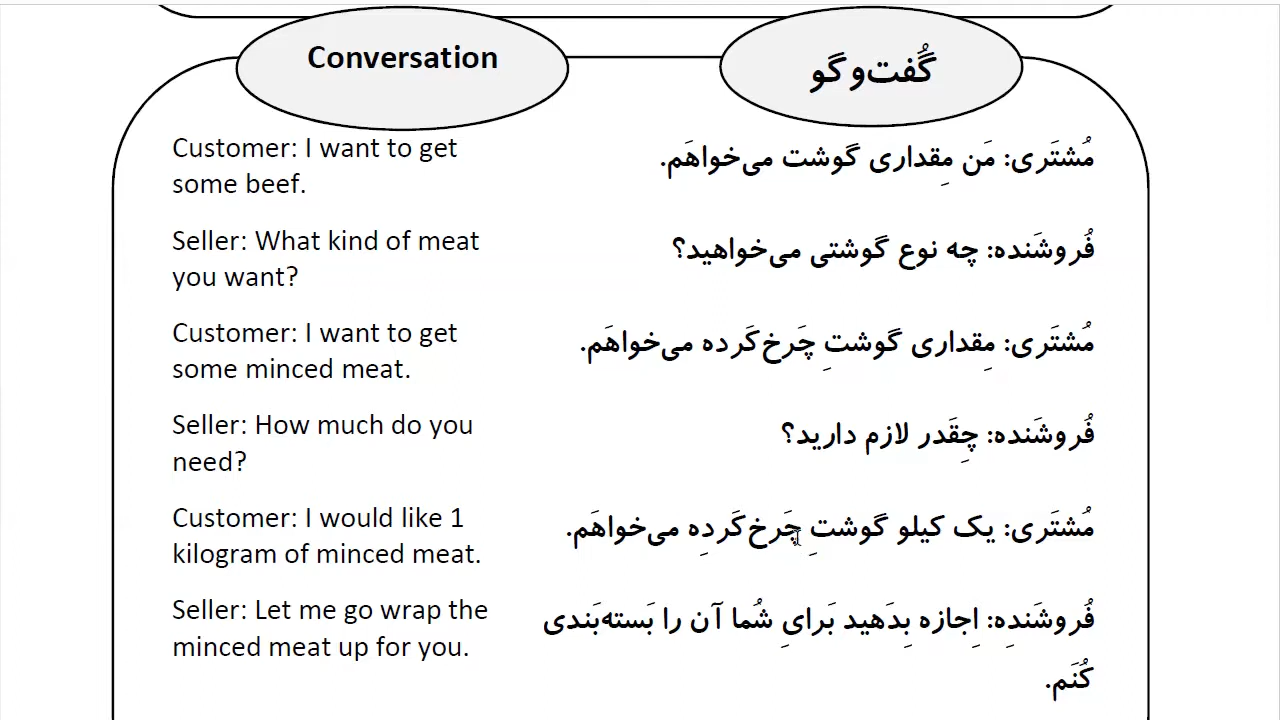 Conversation
گُفت‌وگو
Customer: I want to get
some beef.
مُشتَری: مَن مِقداری گوشت می‌خواهَم.
Seller: What kind of meat
you want?
فُروشَنده: چه نوع گوشتی می‌خواهید؟
Customer: I want to get
some minced meat.
مُشتَری: مِقداری گوشتِ چَرخ‌کَرده می‌خواهَم.
Seller: How much do you
need?
فُروشَنده: چِقَدر لازم دارید؟
Customer: I would like 1
kilogram of minced meat.
مُشتَری: یک کیلو گوشتِ چَرخ‌کَردِه می‌خواهَم.
Seller: Let me go wrap the
minced meat up for you.
فُروشَندِه: اِجازه بِدَهید بَرایِ شُما آن را بَسته‌بَندی
کُنَم.